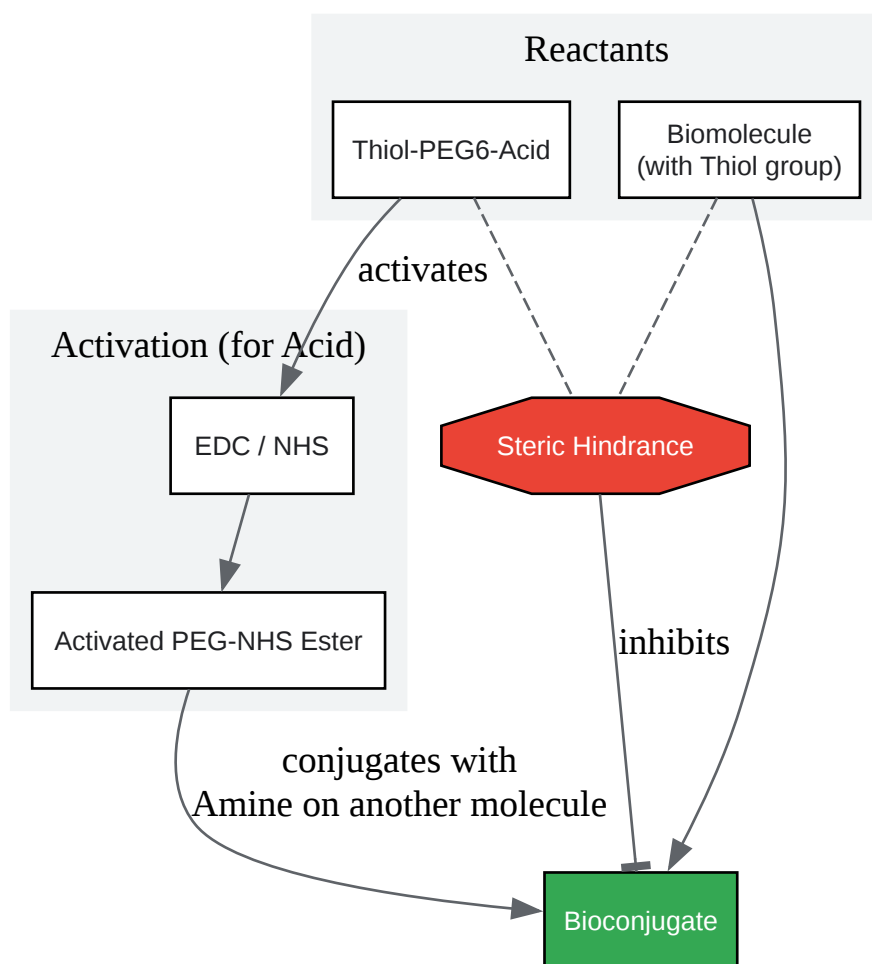 Reactants
Thiol-PEG6-Acid
Biomolecule
(with Thiol group)
activates
Activation (for Acid)
EDC / NHS
Steric Hindrance
Activated PEG-NHS Ester
inhibits
conjugates with
Amine on another molecule
Bioconjugate